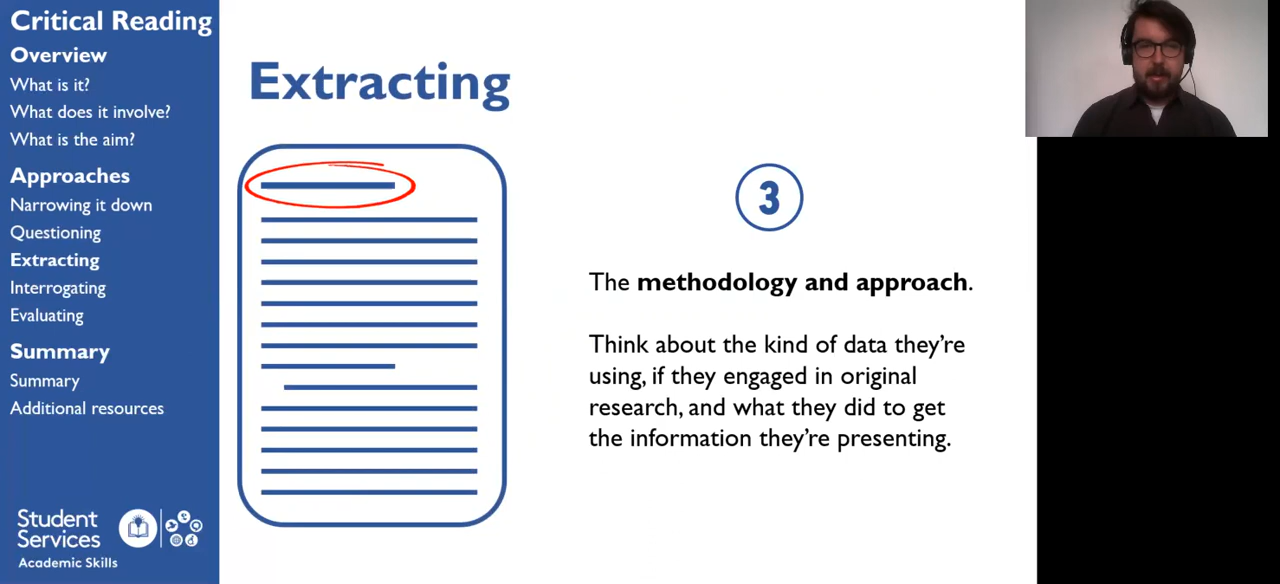 Critical Reading
Overview
What is it?
What does it involve?
What is the aim?
Approaches
Narrowing it down
Questioning
Extracting
Interrogating
Evaluating
Summary
Summary
Additional resources
Student
Services
Academic Skills
Extracting
3
The methodology and approach.
Think about the kind of data they're
using, if they engaged in original
research, and what they did to get
the information they're presenting.